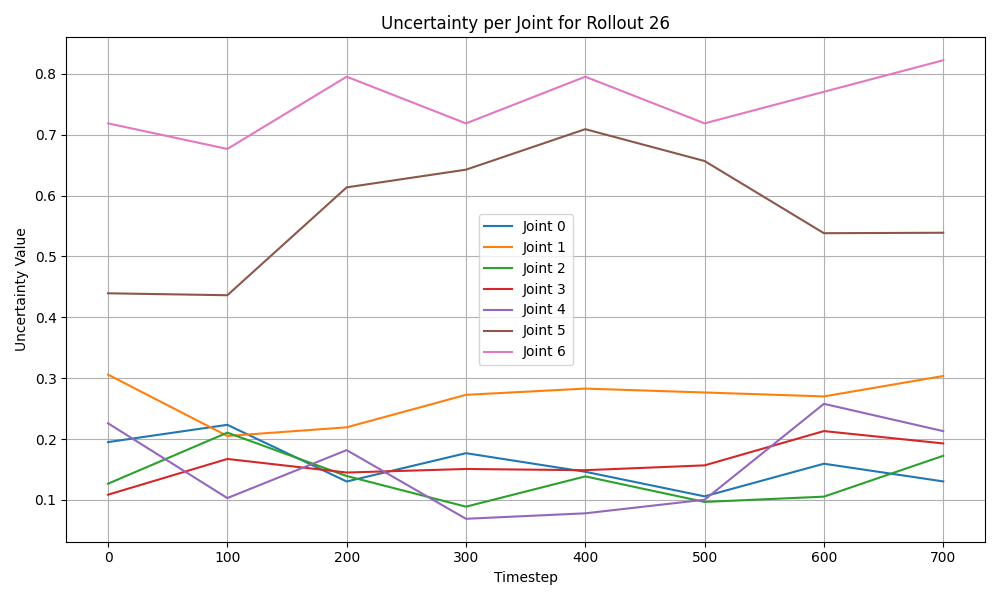 Uncertainty per Joint for Rollout 26
Uncertainty Value
0.8
0.7
0.6
0.5
0.4
0.3
0.2
0.1
Joint 0
Joint 1
Joint 2
Joint 3
Joint 4
Joint 5
Joint 6
0 100 200 300 400 500 600 700
Timestep